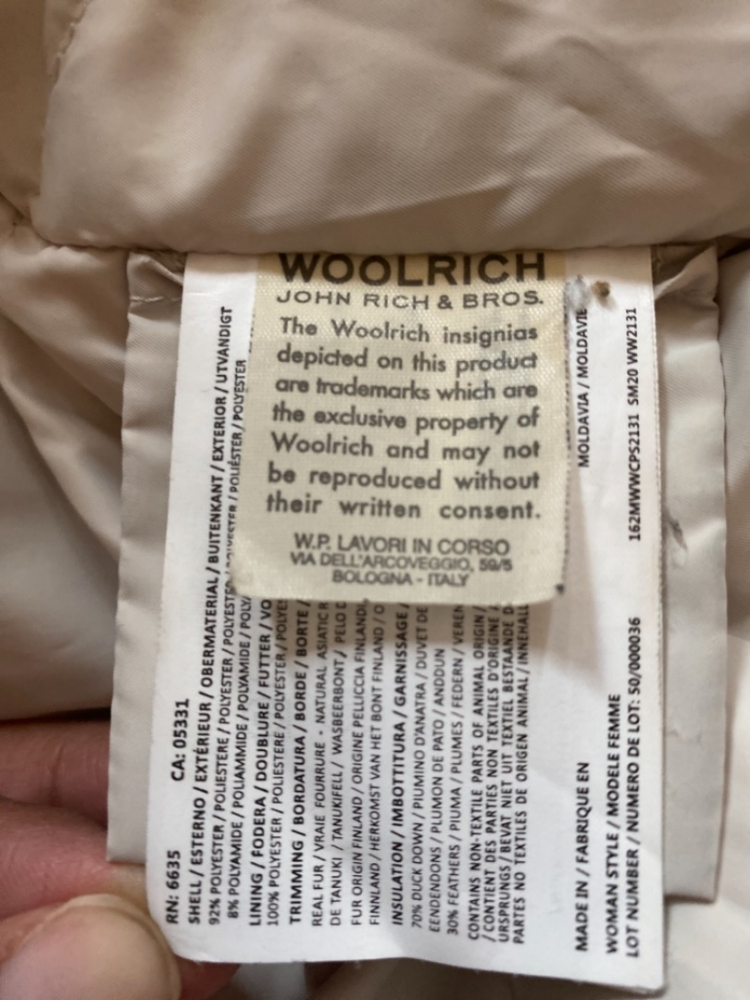 WOOLRICH
JOHN RICH & BROS.
The Woolrich insignias
depicted on this product
are trademarks which are
the exclusive property of
Woolrich and may not
be reproduced without
their written consent.
W.P. LAVORI IN CORSO
VIA DELL'ARCOVEGGIO, 59/5
BOLOGNA - ITALY
RN: 6635 CA: 05331
SHELL / ESTERNO / EXTÉRIEUR / OBERMATERIAL / BUITENKANT / EXTERIOR / UTVANDIGT
92% POLYESTER / POLIESTERE / POLYESTER / POLYESTER / POLYESTER / POLIÉSTER / POLYESTER
8% POLYAMIDE / POLIAMMIDE / POLYAMIDE / POLYA
LINING / FODERA / DOUBLURE / FUTTER / VO
100% POLYESTER / POLIESTERE / POLYESTER / POLYES
TRIMMING / BORDATURA / BORDE / BORTE /
REAL FUR / VRAIE FOURRURE - NATURAL ASIATIC R
DE TANUKI / TANUKIFELL / WASBEERBONT / PELO D
FUR ORIGIN FINLAND / ORIGINE PELLICCIA FINLANDI
FINNLAND / HERKOMST VAN HET BONT FINLAND / O
INSULATION / IMBOTTITURA / GARNISSAGE /
70% DUCK DOWN / PIUMINO D'ANATRA / DUVET DE
EENDENDONS / PLUMON DE PATO / ANDDUN
30% FEATHERS / PIUMA / PLUMES / FEDERN / VEREN
CONTAINS NON-TEXTILE PARTS OF ANIMAL ORIGIN /
/ CONTIENT DES PARTIES NON TEXTILES D'ORIGINE A
URSPRUNGS / BEVAT NIET UIT TEXTIEL BESTAANDE D
PARTES NO TEXTILES DE ORIGEN ANIMAL / INNEHALL
MADE IN / FABRIQUE EN MOLDAVIA / MOLDAVIE
WOMAN STYLE / MODELE FEMME 162MWWCPS2131 SM20 WW2131
LOT NUMBER / NUMERO DE LOT: 50/000036